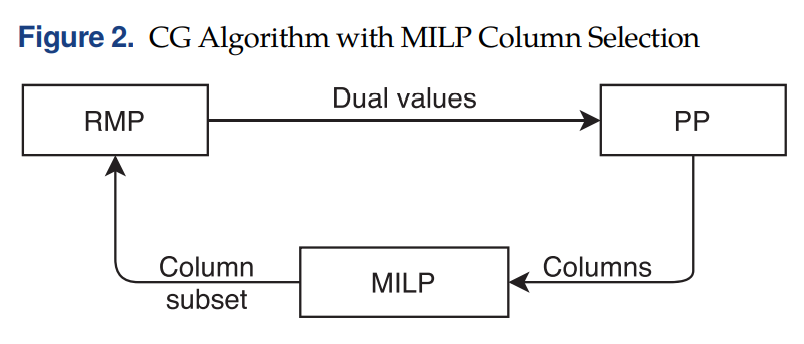 Figure 2. CG Algorithm with MILP Column Selection
Dual values
RMP
PP
Column
subset
MILP
Columns